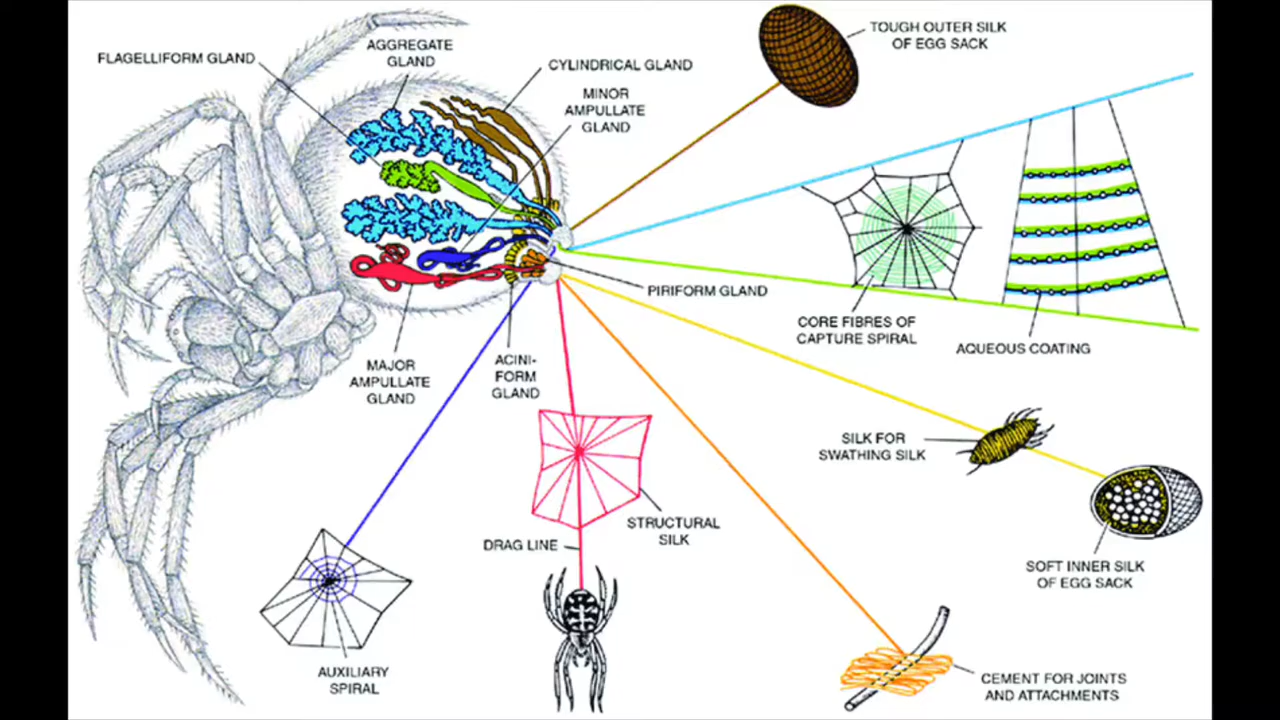 FLAGELLIFORM GLAND
AGGREGATE
GLAND
CYLINDRICAL GLAND
MINOR
AMPULLATE
GLAND
TOUGH OUTER SILK
OF EGG SACK
PIRIFORM GLAND
CORE FIBRES OF
CAPTURE SPIRAL
AQUEOUS COATING
MAJOR
AMPULLATE
GLAND
ACINI-
FORM
GLAND
SILK FOR
SWATHING SILK
STRUCTURAL
SILK
DRAG LINE
SOFT INNER SILK
OF EGG SACK
AUXILIARY
SPIRAL
CEMENT FOR JOINTS
AND ATTACHMENTS